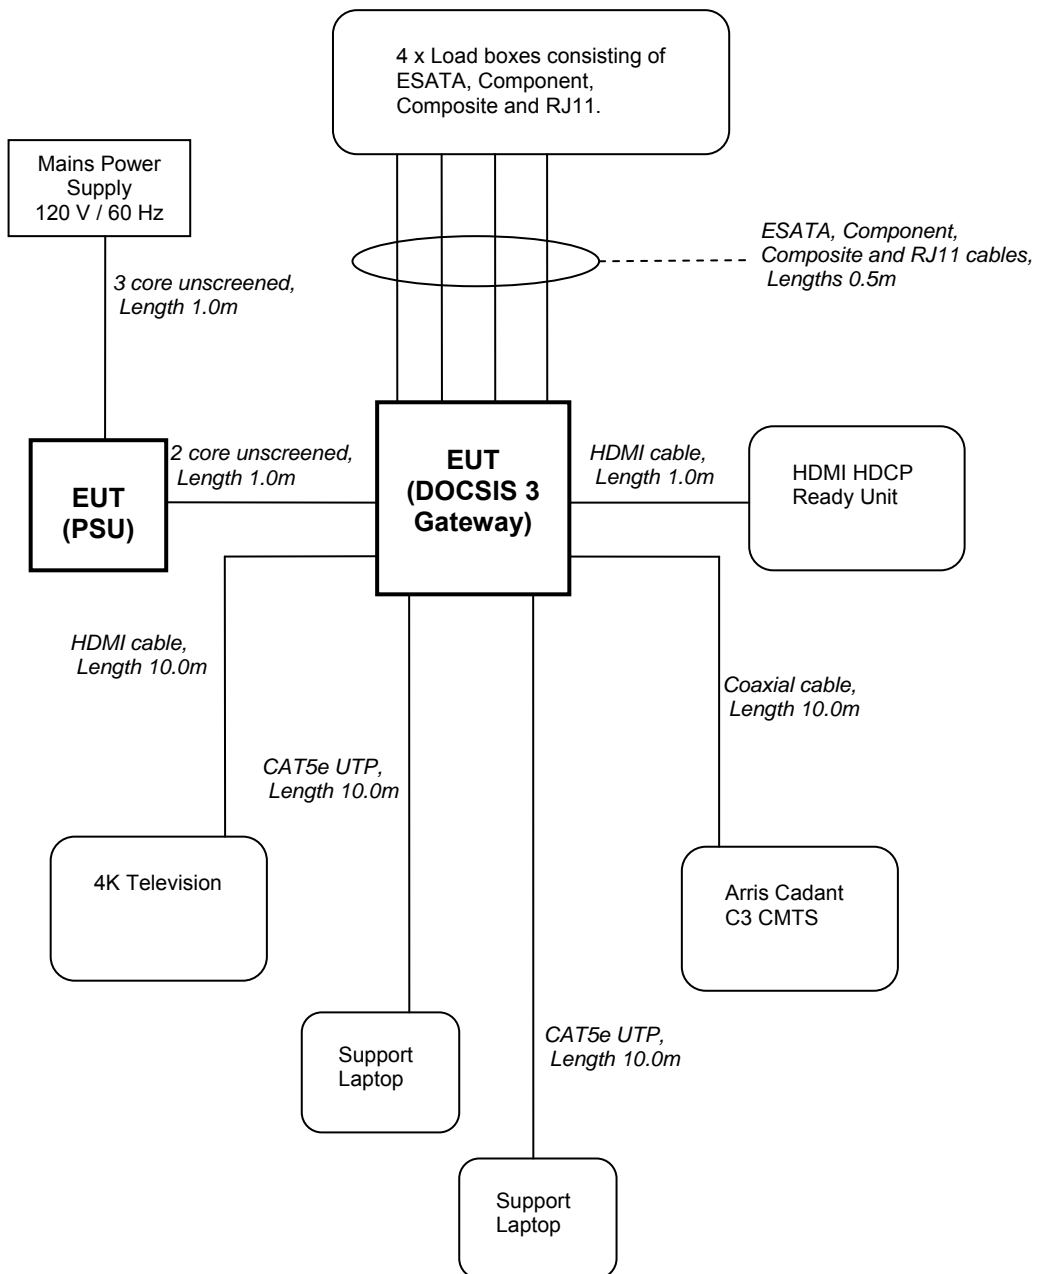 4 x Load boxes consisting of
ESATA, Component,
Composite and RJ11.
Mains Power
Supply
120 V / 60 Hz
ESATA, Component,
Composite and RJ11 cables,
Lengths 0.5m
3 core unscreened,
Length 1.0m
2 core unscreened,
Length 1.0m
EUT
(DOCSIS 3
Gateway)
HDMI cable,
Length 1.0m
HDMI HDCP
Ready Unit
EUT
(PSU)
HDMI cable,
Length 10.0m
Coaxial cable,
Length 10.0m
CAT5e UTP,
Length 10.0m
4K Television
Arris Cadant
C3 CMTS
CAT5e UTP,
Length 10.0m
Support
Laptop
Support
Laptop